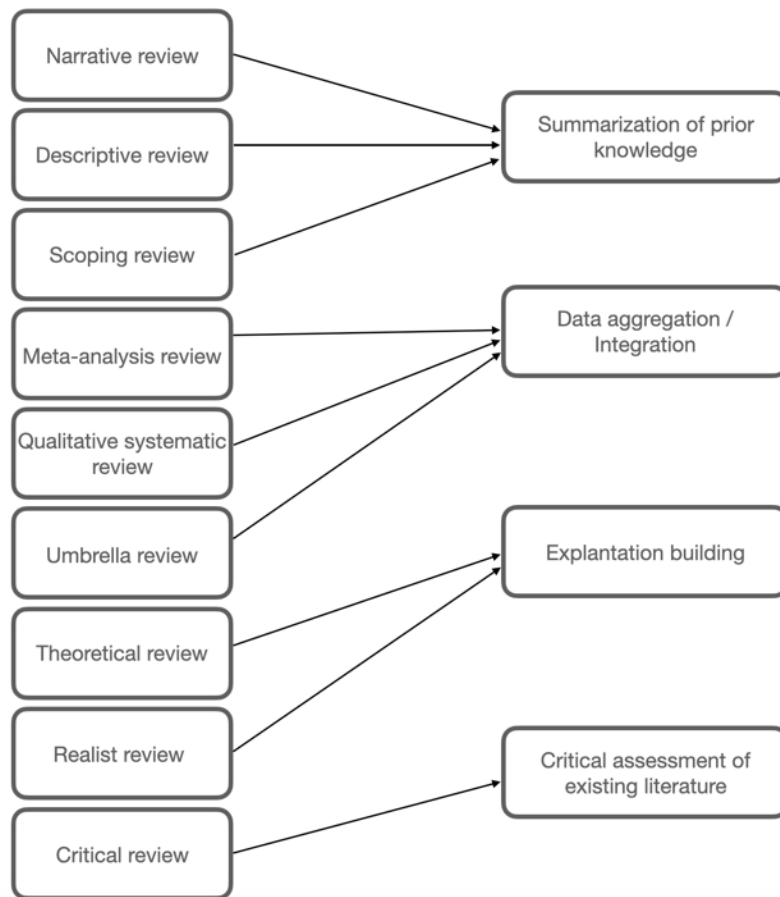 Narrative review
Descriptive review
Scoping review
Meta-analysis review
Qualitative systematic
review
Umbrella review
Theoretical review
Realist review
Critical review
Summarization of prior
knowledge
Data aggregation /
Integration
Explantation building
Critical assessment of
existing literature